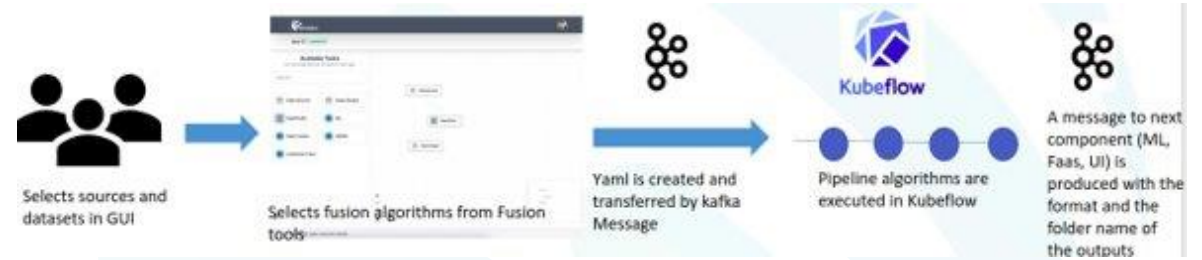 Selects sources and
datasets in GUI
Available Tools
Selects fusion algorithms from Fusion
tools
Yaml is created and
transferred by kafka
Message
Kubeflow
Pipeline algorithms are
executed in Kubeflow
A message to next
component (ML,
Faas, UI) is
produced with the
format and the
folder name of
the outputs